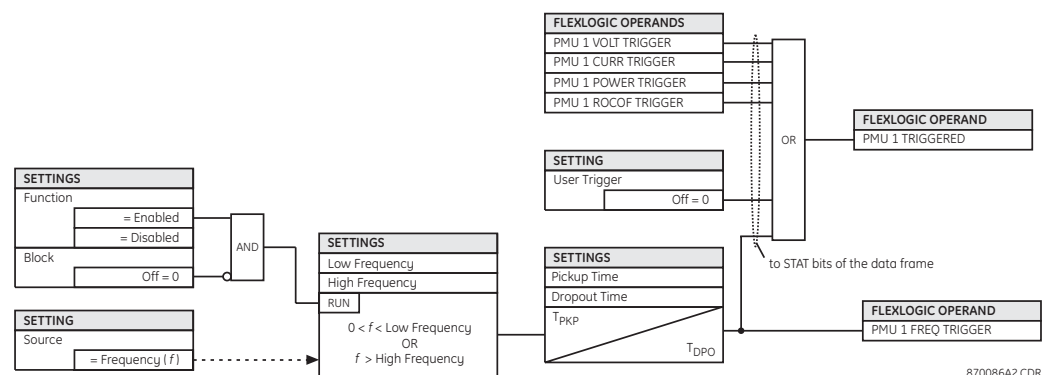 FLEXLOGIC OPERANDS
PMU 1 VOLT TRIGGER
PMU 1 CURR TRIGGER
PMU 1 POWER TRIGGER
PMU 1 ROCOF TRIGGER
OR
FLEXLOGIC OPERAND
PMU 1 TRIGGERED
SETTING
User Trigger
Off = 0
SETTINGS
Function
= Enabled
= Disabled
Block
Off = 0
AND
SETTING
Source
= Frequency (f)
SETTINGS
Low Frequency
High Frequency
RUN
0 < f < Low Frequency
OR
f > High Frequency
SETTINGS
Pickup Time
Dropout Time
TPKP
TDPO
to STAT bits of the data frame
FLEXLOGIC OPERAND
PMU 1 FREQ TRIGGER
870086A2.CDR